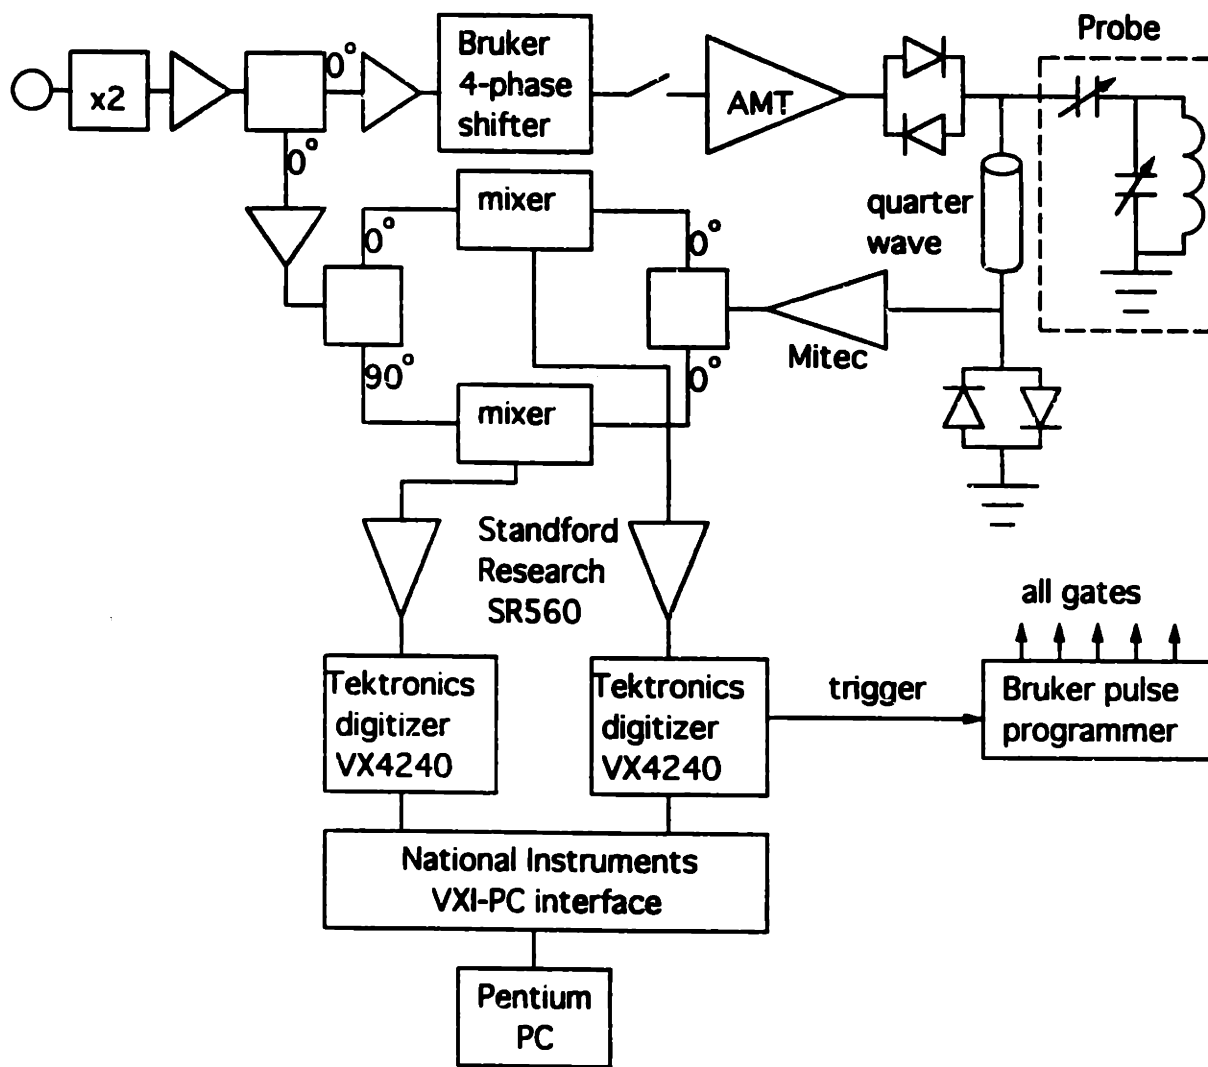 Probe
x2
0°
Bruker
4-phase
shifter
AMT
0°
mixer
quarter
wave
0°
0°
Mitec
90°
0°
mixer
Standford
Research
SR560
all gates
Tektronics
digitizer
VX4240
Tektronics
digitizer
VX4240
trigger
Bruker pulse
programmer
National Instruments
VXI-PC interface
Pentium
PC